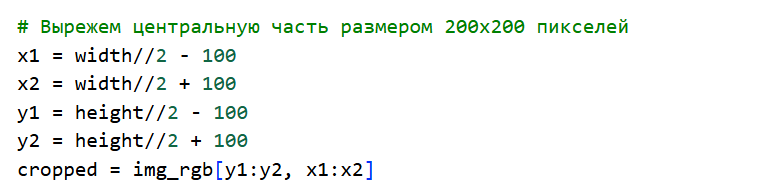 # Вырежем центральную часть размером 200x200 пикселей
x1 = width//2 - 100
x2 = width//2 + 100
y1 = height//2 - 100
y2 = height//2 + 100
cropped = img_rgb[y1:y2, x1:x2]